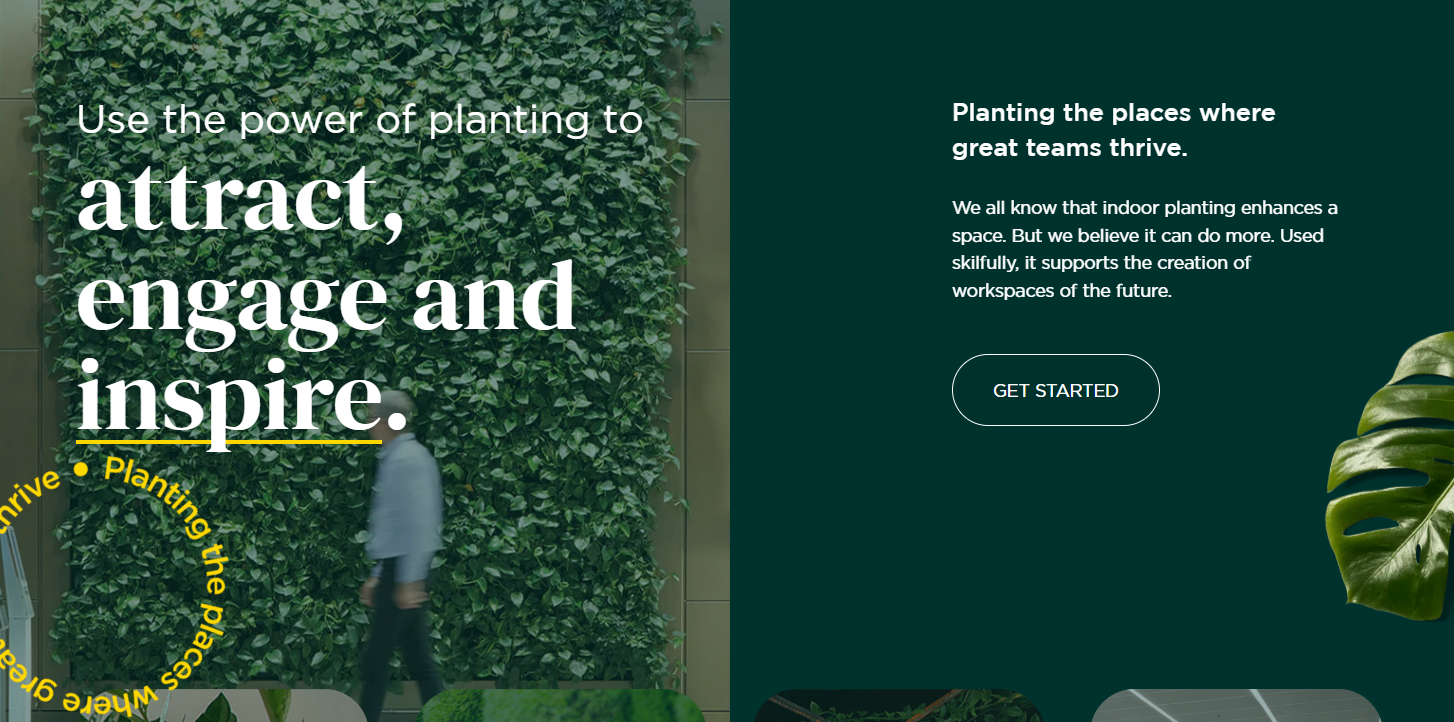 Use the power of planting to
attract,
engage and
inspire.
thrive • Planting the places where great
Planting the places where
great teams thrive.
We all know that indoor planting enhances a
space. But we believe it can do more. Used
skilfully, it supports the creation of
workspaces of the future.
GET STARTED